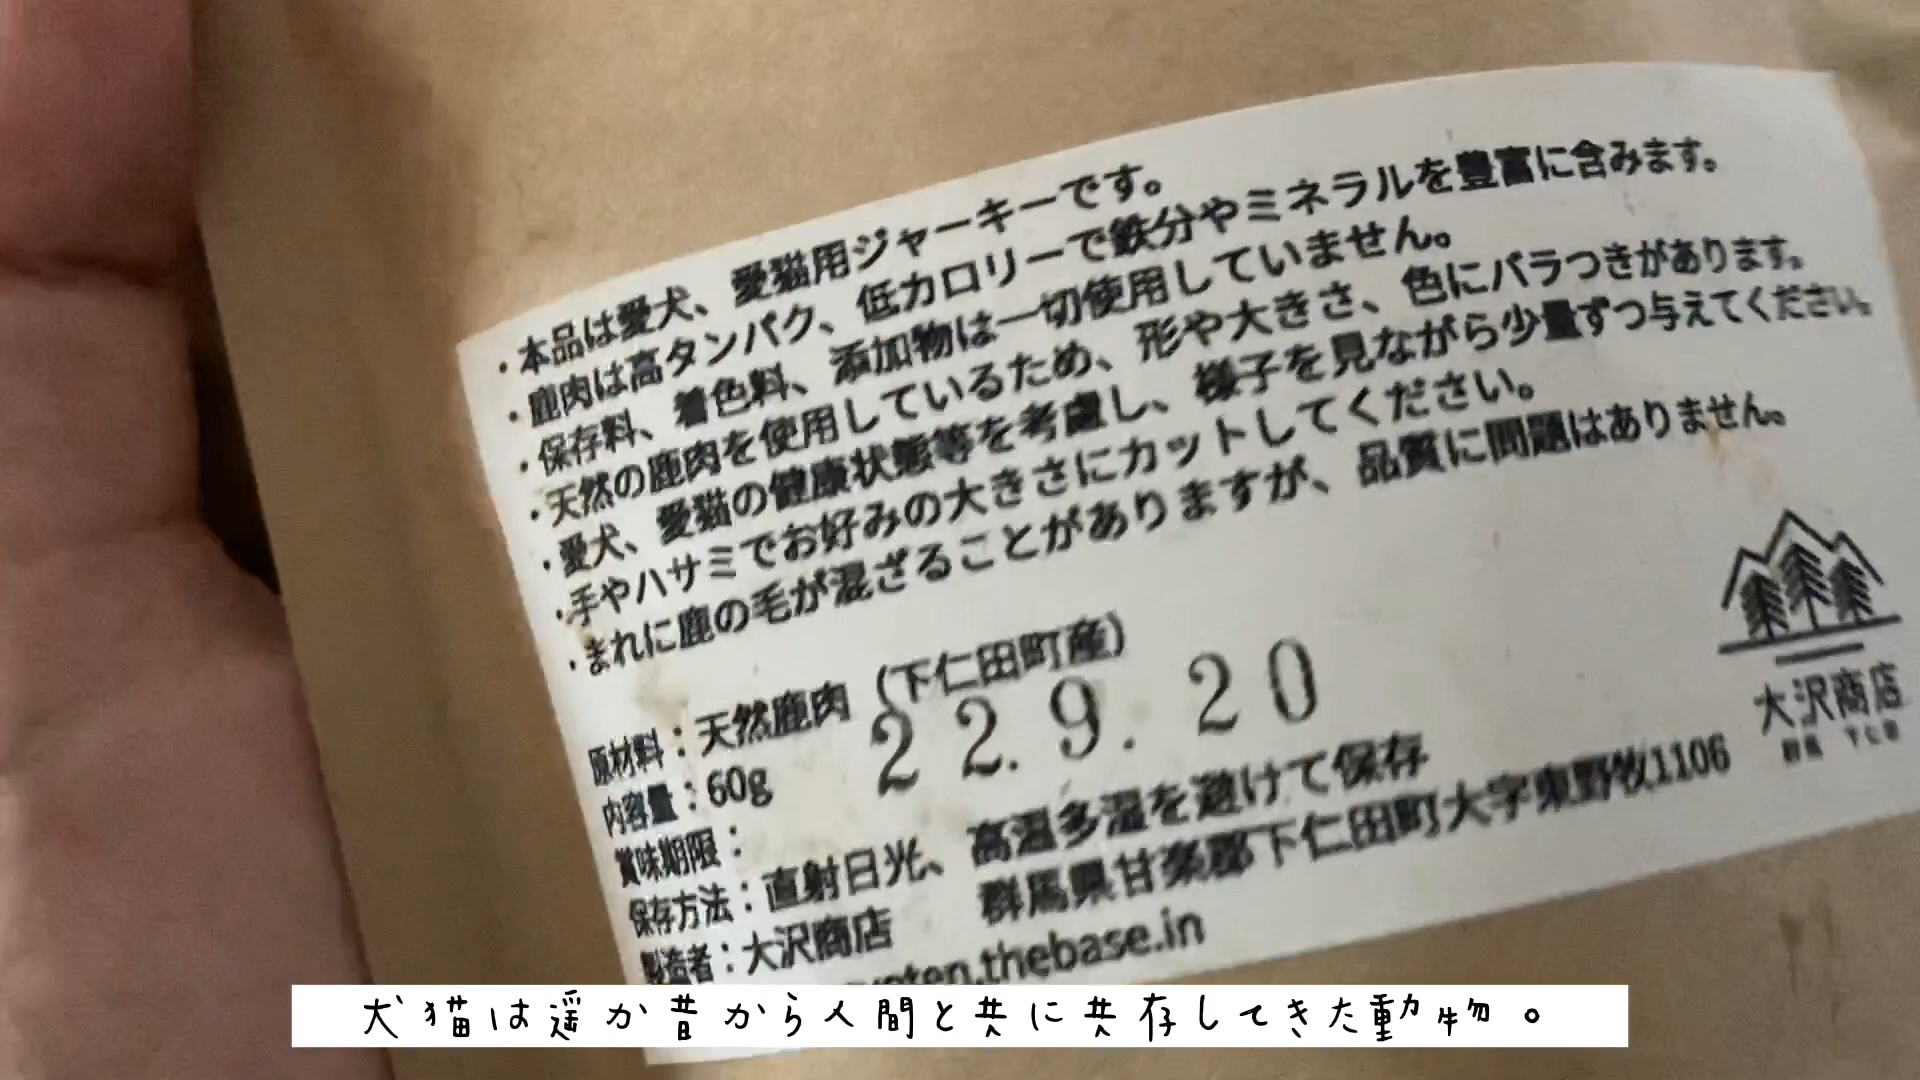 ・本品は愛犬、愛猫用ジャーキーです。
・鹿肉は高タンパク、低カロリーで鉄分やミネラルを豊富に含みます。
・保存料、着色料、添加物は一切使用していません。
・天然の鹿肉を使用しているため、形や大きさ、色にバラつきがあります。
・愛犬、愛猫の健康状態等を考慮し、様子を見ながら少量ずつ与えてください。
・手やハサミでお好みの大きさにカットしてください。
・まれに鹿の毛が混ざることがありますが、品質に問題はありません。
原材料：天然鹿肉（下仁田町産）
内容量：60g
賞味期限：22.9.20
保存方法：直射日光、高温多湿を避けて保存
製造者：大沢商店 群馬県甘楽郡下仁田町大字東野牧1106
.thebase.in
大沢商店
犬猫は遥か昔から人間と共に共存してきた動物。